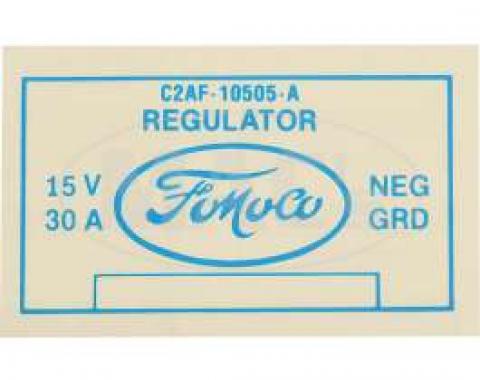 C2AF-10505-A
REGULATOR
15 V
FoMoCo
NEG
30 A
GRD